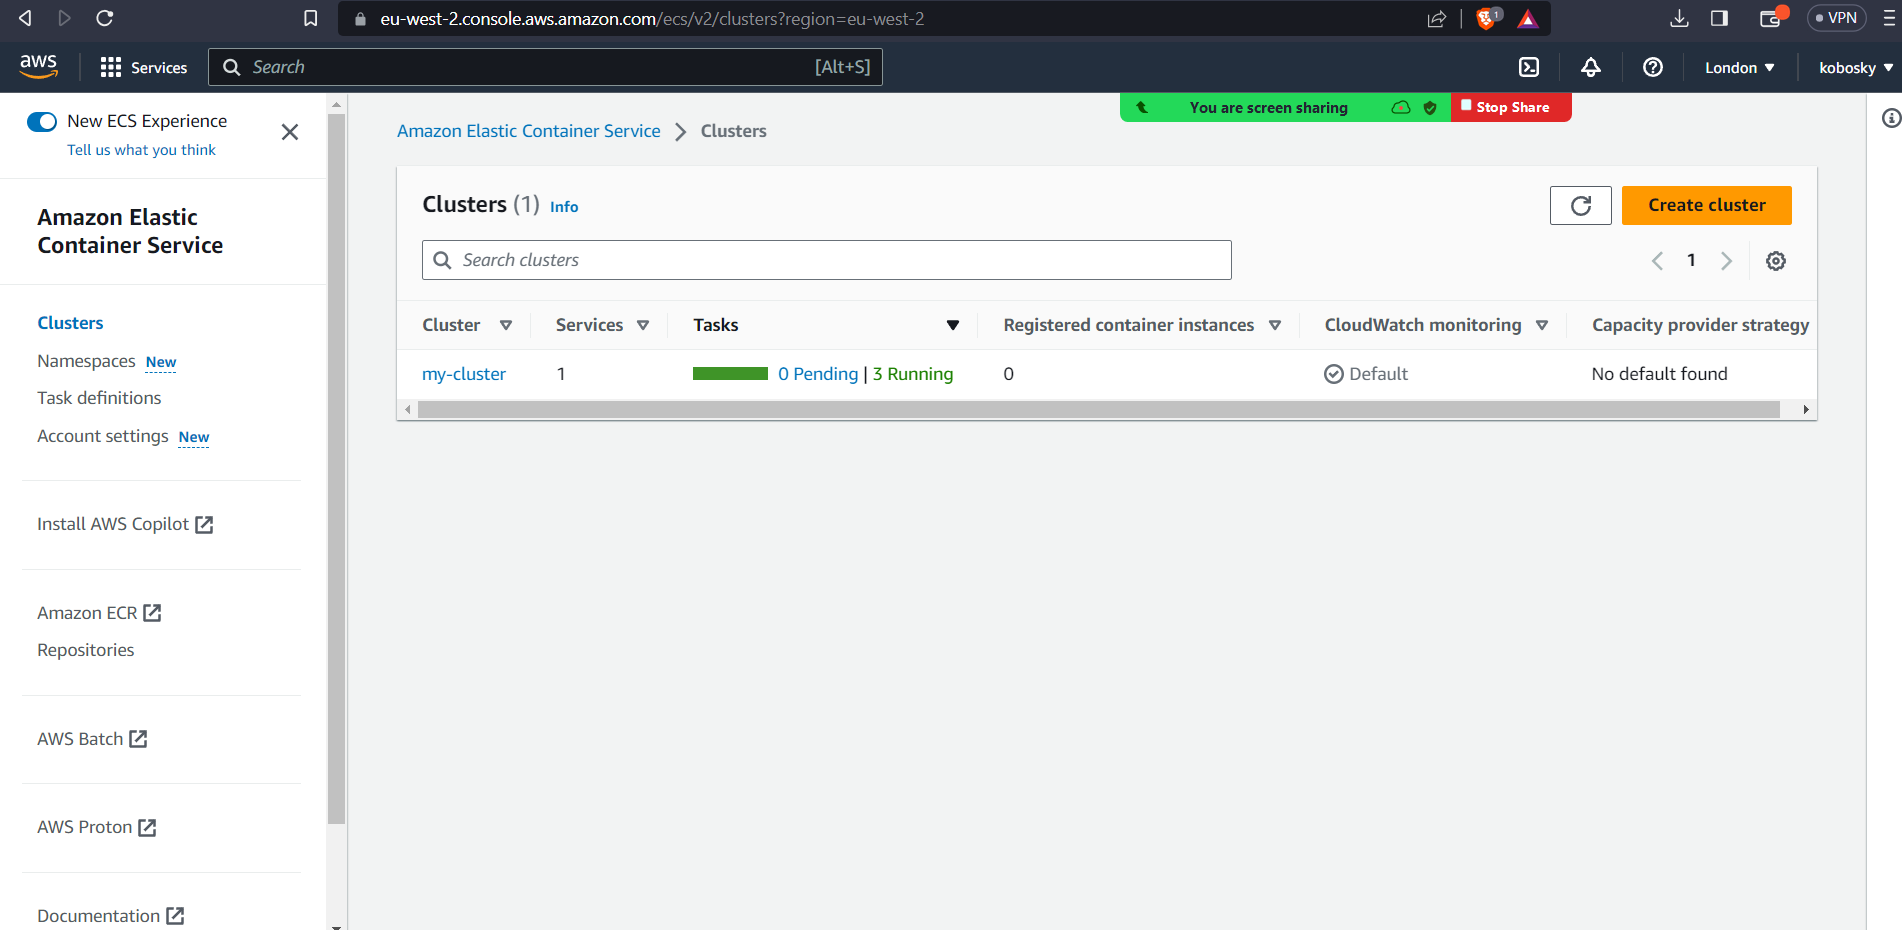 eu-west-2.console.aws.amazon.com/ecs/v2/clusters?region=eu-west-2
1
VPN
aws
Services
Search
[Alt+S]
London
kobosky
You are screen sharing
Stop Share
New ECS Experience
Tell us what you think
Amazon Elastic
Container Service
Clusters
Namespaces New
Task definitions
Account settings New
Install AWS Copilot
Amazon ECR
Repositories
AWS Batch
AWS Proton
Documentation
Amazon Elastic Container Service
Clusters
Clusters (1) Info
Create cluster
Search clusters
1
Cluster Services Tasks Registered container instances CloudWatch monitoring Capacity provider strategy
my-cluster 1 0 Pending | 3 Running 0 Default No default found